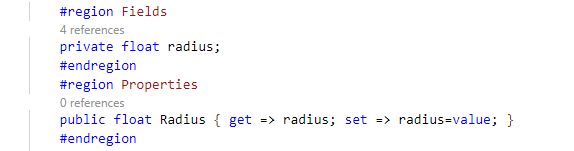 #region Fields
4 references
private float radius;
#endregion
#region Properties
0 references
public float Radius { get => radius; set => radius=value; }
#endregion